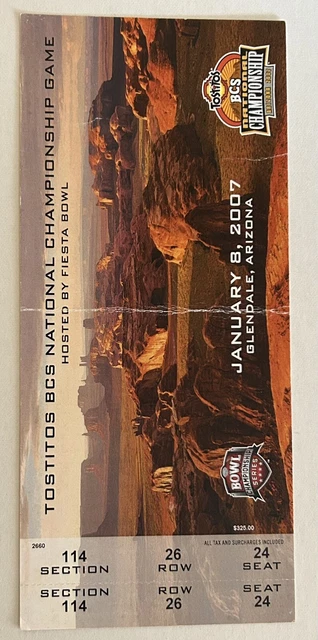 TOSTITOS BCS NATIONAL CHAMPIONSHIP GAME
HOSTED BY FIESTA BOWL
Tostitos
BCS
NATIONAL
CHAMPIONSHIP
JANUARY 8, 2007
GLENDALE, ARIZONA
BOWL
CHAMPIONSHIP
SERIES
$325.00
ALL TAX AND SURCHARGES INCLUDED
2660
114 26 24
SECTION ROW SEAT
SECTION ROW SEAT
114 26 24